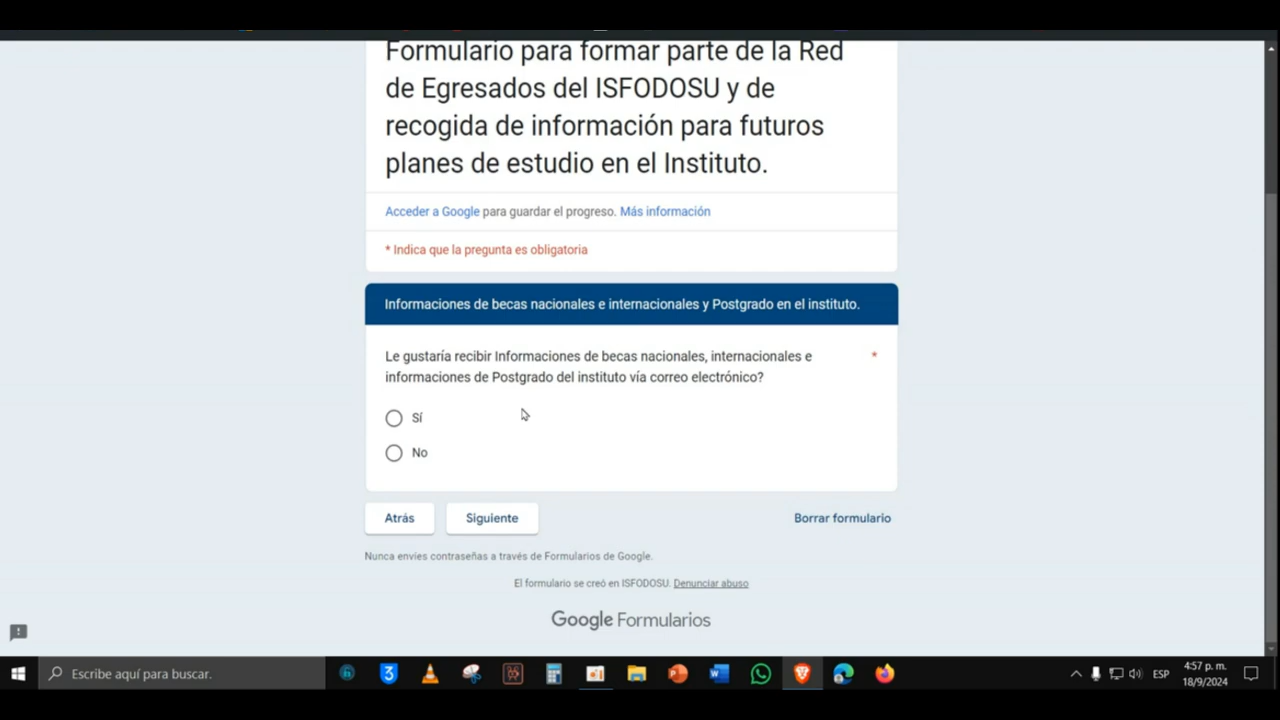 Formulario para formar parte de la Red
de Egresados del ISFODOSU y de
recogida de información para futuros
planes de estudio en el Instituto.
Acceder a Google para guardar el progreso. Más información
* Indica que la pregunta es obligatoria
Informaciones de becas nacionales e internacionales y Postgrado en el instituto.
Le gustaría recibir Informaciones de becas nacionales, internacionales e *
informaciones de Postgrado del instituto vía correo electrónico?
Sí
No
Atrás Siguiente Borrar formulario
Nunca envíes contraseñas a través de Formularios de Google.
El formulario se creó en ISFODOSU. Denunciar abuso
Google Formularios
Escribe aquí para buscar. ESP 4:57 p. m.
18/9/2024